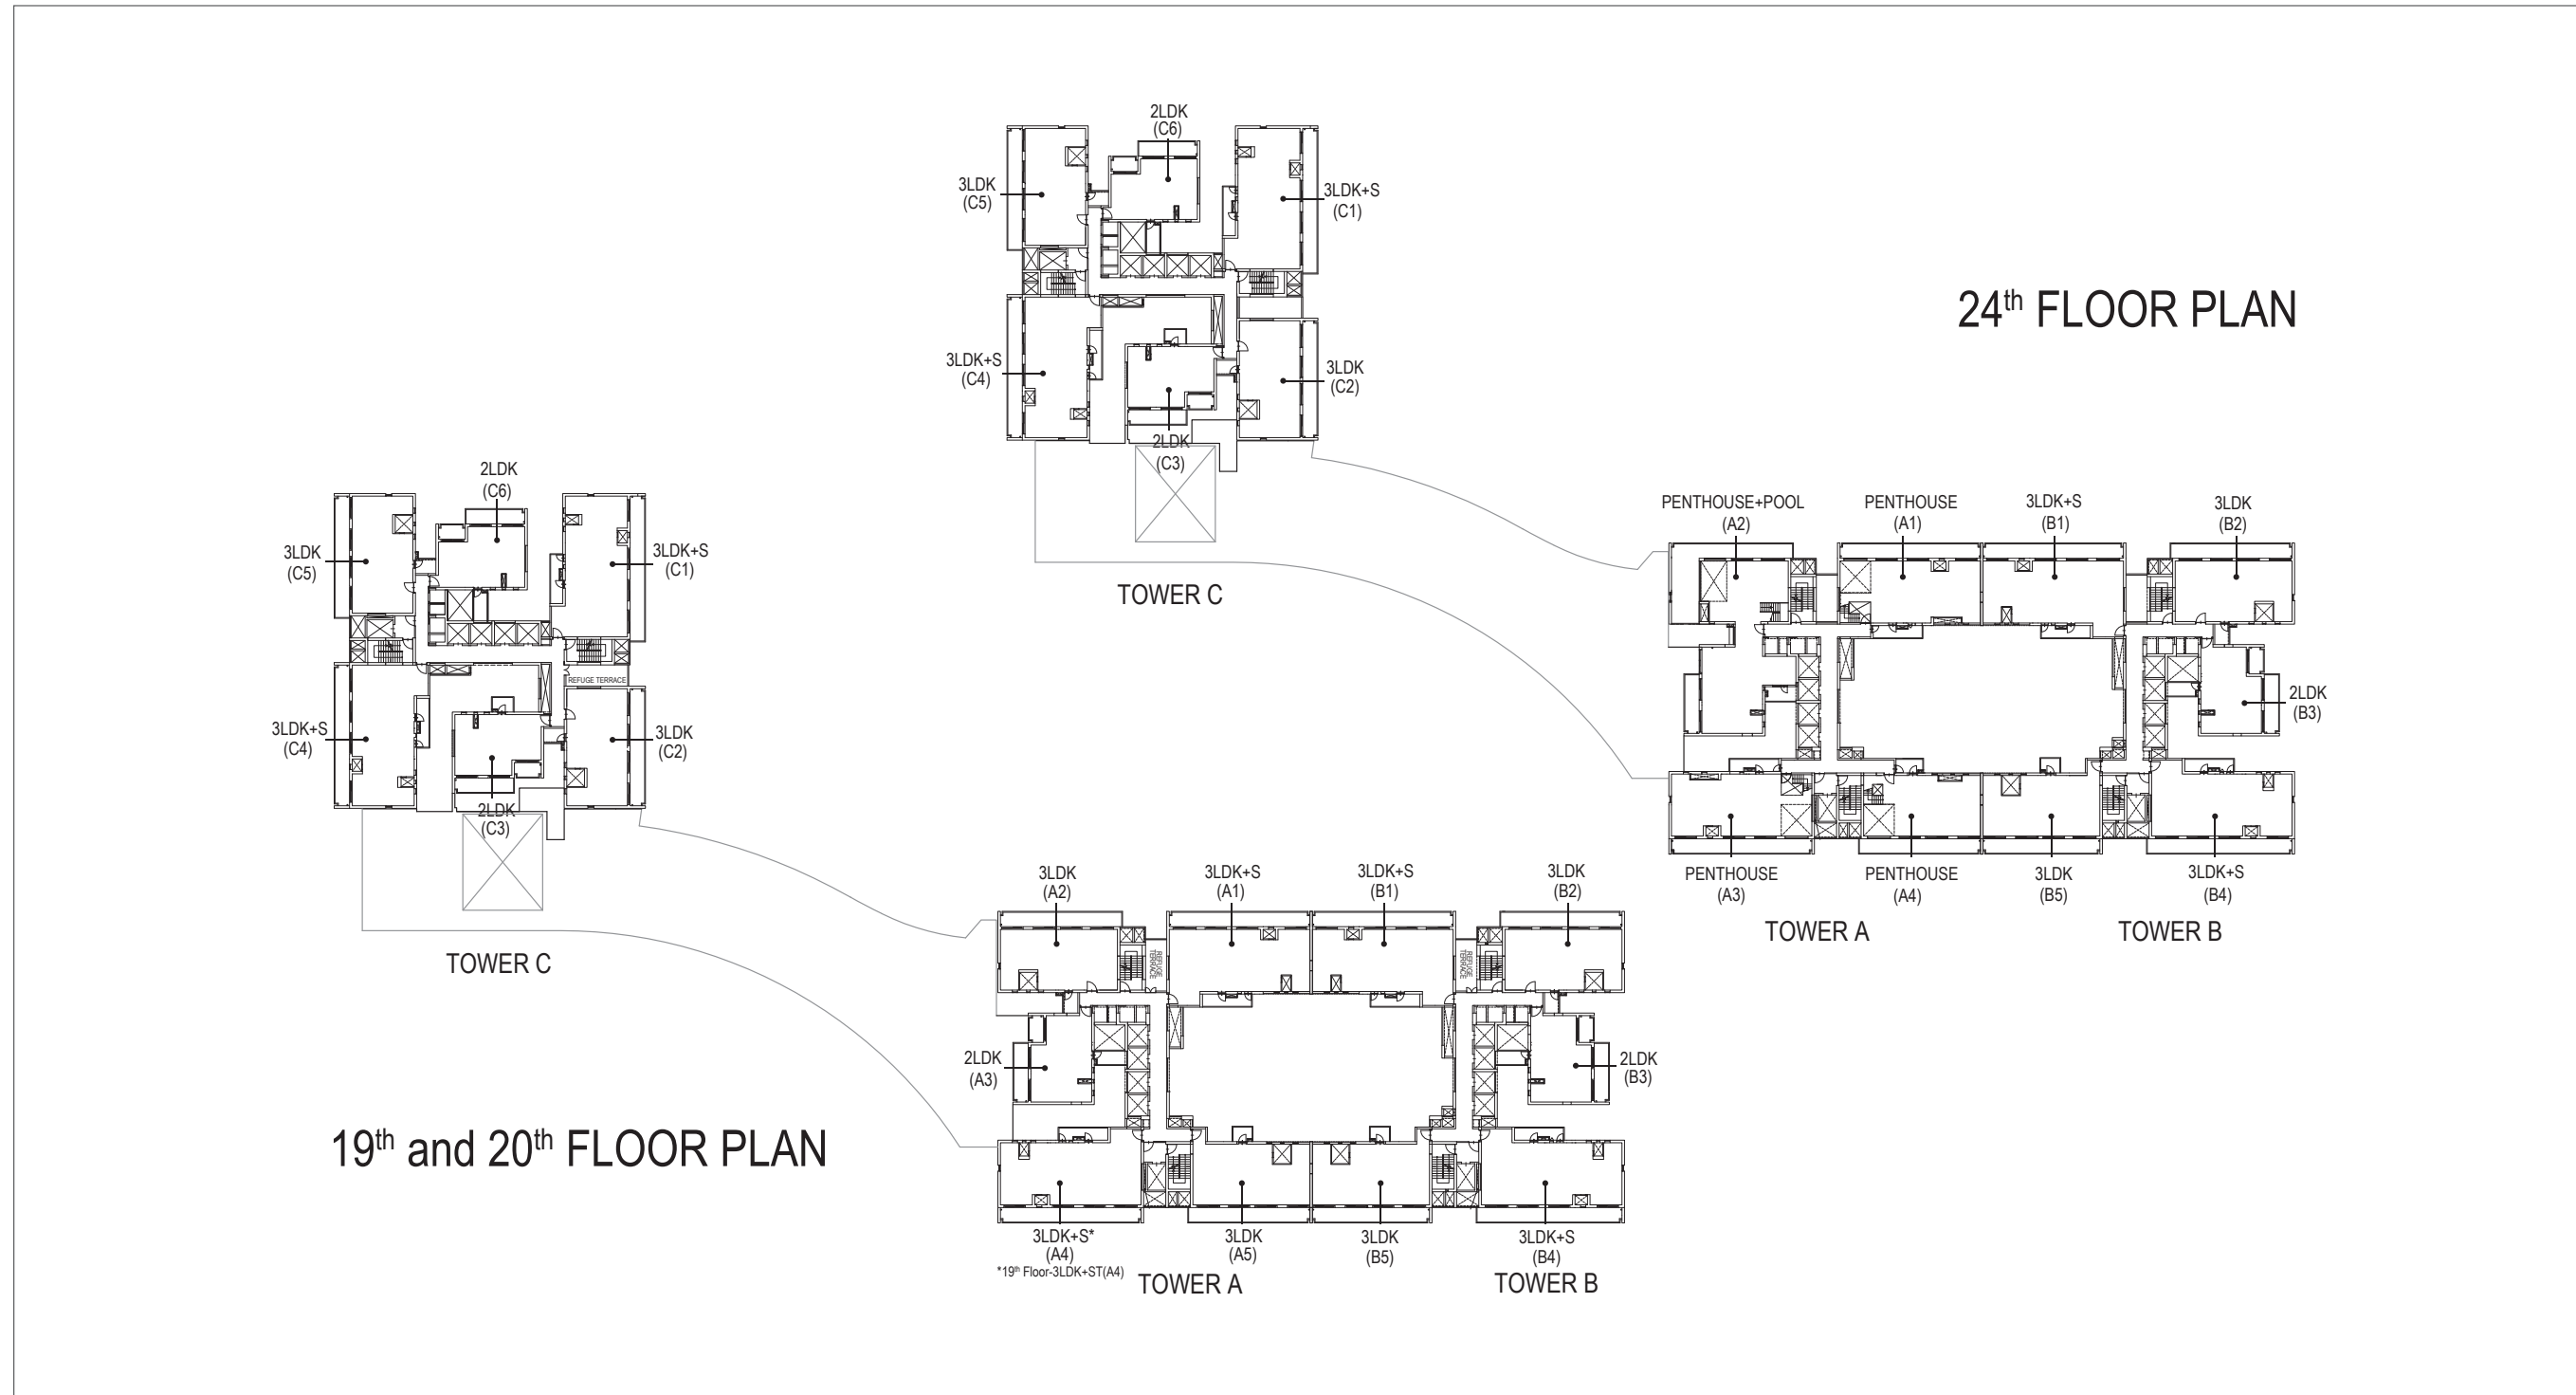 24th FLOOR PLAN
2LDK
(C6)
3LDK
(C5)
3LDK+S
(C1)
3LDK+S
(C4)
3LDK
(C2)
2LDK
(C3)
TOWER C
PENTHOUSE+POOL
(A2)
PENTHOUSE
(A1)
3LDK+S
(B1)
3LDK
(B2)
2LDK
(B3)
PENTHOUSE
(A3)
PENTHOUSE
(A4)
3LDK
(B5)
3LDK+S
(B4)
TOWER A
TOWER B
2LDK
(C6)
3LDK
(C5)
3LDK+S
(C1)
REFUGE TERRACE
3LDK+S
(C4)
3LDK
(C2)
2LDK
(C3)
TOWER C
3LDK
(A2)
3LDK+S
(A1)
3LDK+S
(B1)
3LDK
(B2)
REFUGE
TERRACE
REFUGE
TERRACE
2LDK
(A3)
2LDK
(B3)
19th and 20th FLOOR PLAN
3LDK+S*
(A4)
*19th Floor-3LDK+ST(A4)
3LDK
(A5)
3LDK
(B5)
3LDK+S
(B4)
TOWER A
TOWER B